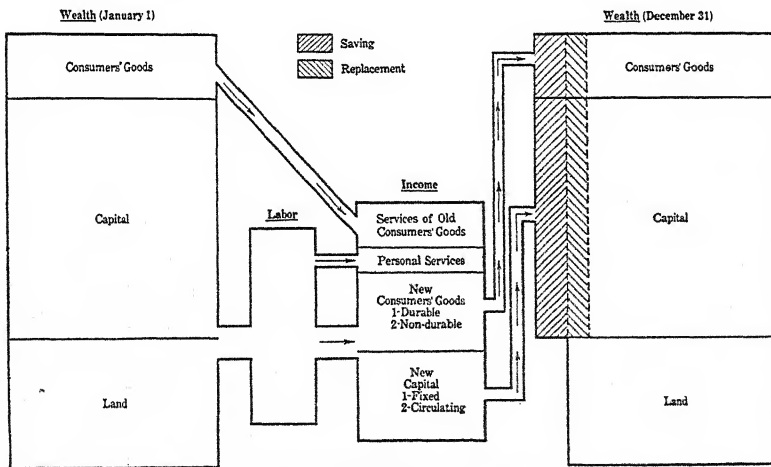 Wealth (January 1)
Wealth (December 31)
Saving
Replacement
Consumers' Goods
Capital
Land
Labor
Income
Services of Old
Consumers' Goods
Personal Services
New
Consumers' Goods
1-Durable
2-Non-durable
New
Capital
1-Fixed
2-Circulating
Consumers' Goods
Capital
Land